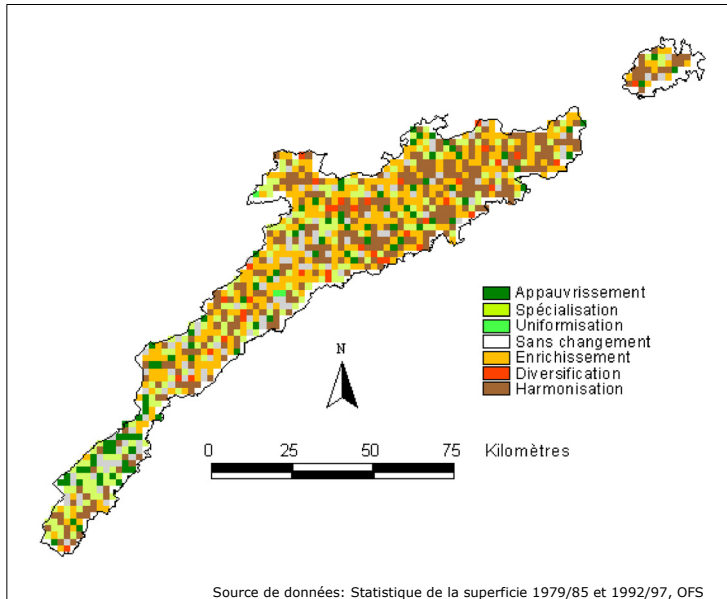 Appauvrissement
Spécialisation
Uniformisation
Sans changement
Enrichissement
Diversification
Harmonisation
N
0 25 50 75 Kilomètres
Source de données: Statistique de la superficie 1979/85 et 1992/97, OFS